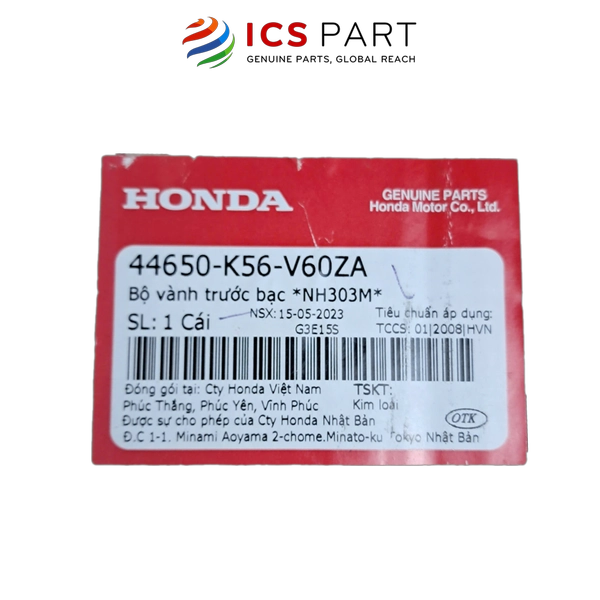 ICS PART
GENUINE PARTS, GLOBAL REACH
HONDA
GENUINE PARTS
Honda Motor Co., Ltd.
44650-K56-V60ZA
Bộ vành trước bạc *NH303M*
SL: 1 Cái
NSX: 15-05-2023
G3E15S
Tiêu chuẩn áp dụng:
TCCS: 01|2008|HVN
Đóng gói tại: Cty Honda Việt Nam
Phúc Thắng, Phúc Yên, Vĩnh Phúc
TSKT:
Kim loại
Được sự cho phép của Cty Honda Nhật Bản
Đ.C 1-1. Minami Aoyama 2-chome.Minato-ku Tokyo Nhật Bản
OTK